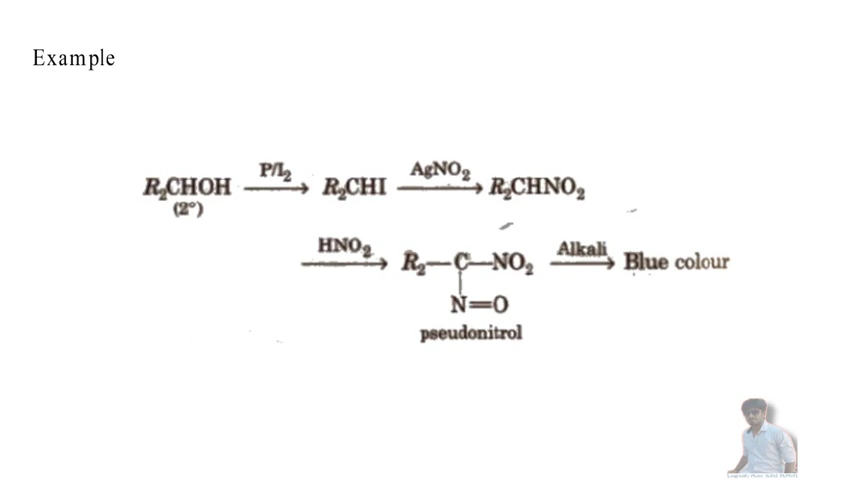 Example
R₂CHOH —P/I₂→ R₂CHI —AgNO₂→ R₂CHNO₂
(2°)
—HNO₂→ R₂—C—NO₂ —Alkali→ Blue colour
|
N=O
pseudonitrol